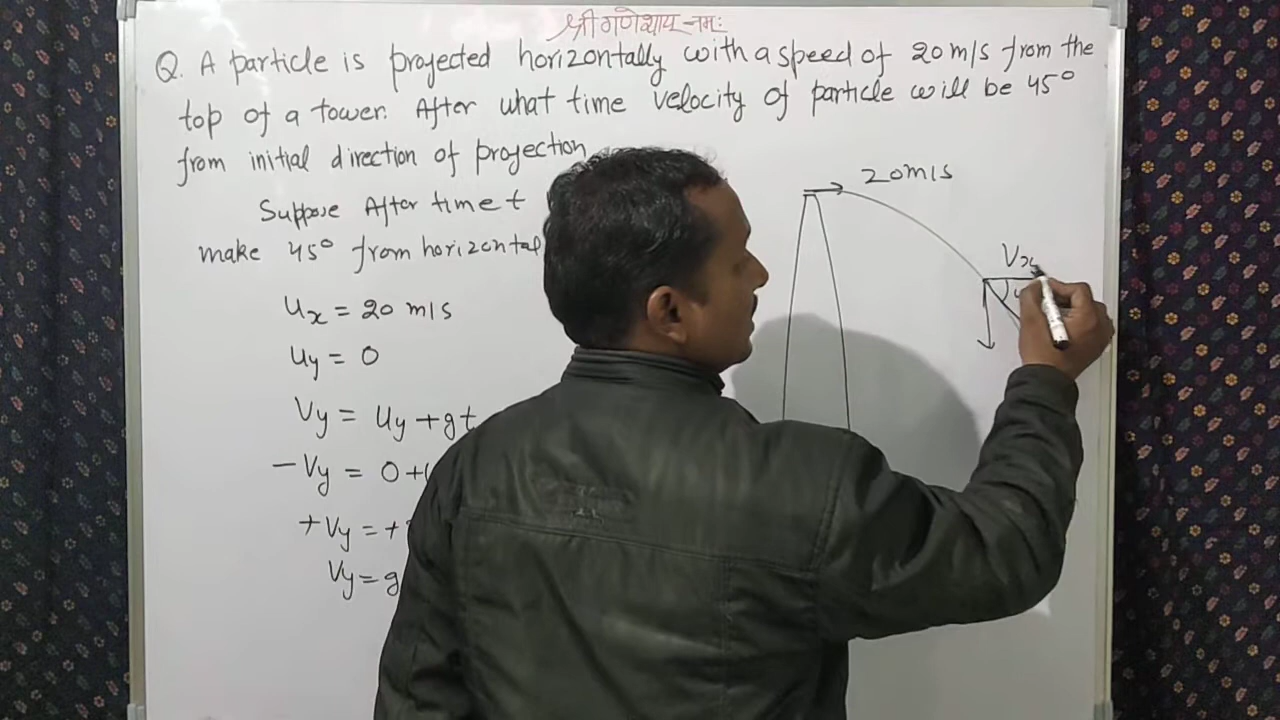 श्री गणेशाय नमः
Q. A particle is projected horizontally with a speed of 20 m/s from the
top of a tower. After what time velocity of particle will be 45°
from initial direction of projection
Suppose After time t
make 45° from horizontal
Ux = 20 m/s
Uy = 0
Vy = Uy + gt
- Vy = 0 +
+ Vy = +
Vy = g
20 m/s
Vx